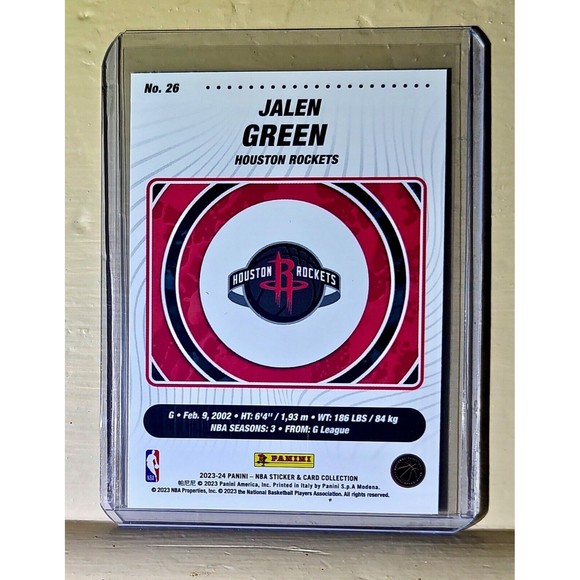 No. 26
JALEN
GREEN
HOUSTON ROCKETS
HOUSTON R ROCKETS
G • Feb. 9, 2002 • HT: 6'4'' / 1,93 m • WT: 186 LBS / 84 kg
NBA SEASONS: 3 • FROM: G League
PANINI
2023-24 PANINI – NBA STICKER & CARD COLLECTION
帕尼尼 © 2023 Panini America, Inc. Printed in Italy by Panini S.p.A Modena.
© 2023 NBA Properties, Inc. © 2023 the National Basketball Players Association. All rights reserved.
NBA